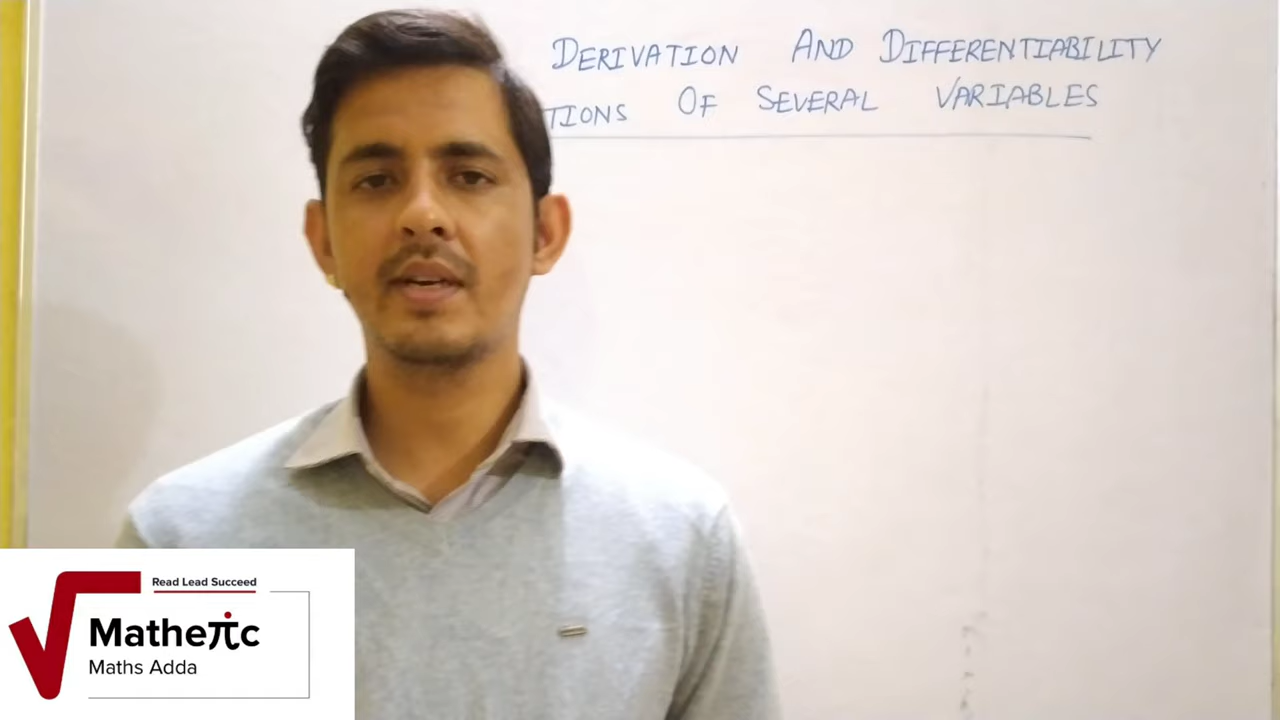 DERIVATION AND DIFFERENTIABILITY
TIONS OF SEVERAL VARIABLES
Read Lead Succeed
Matheπc
Maths Adda